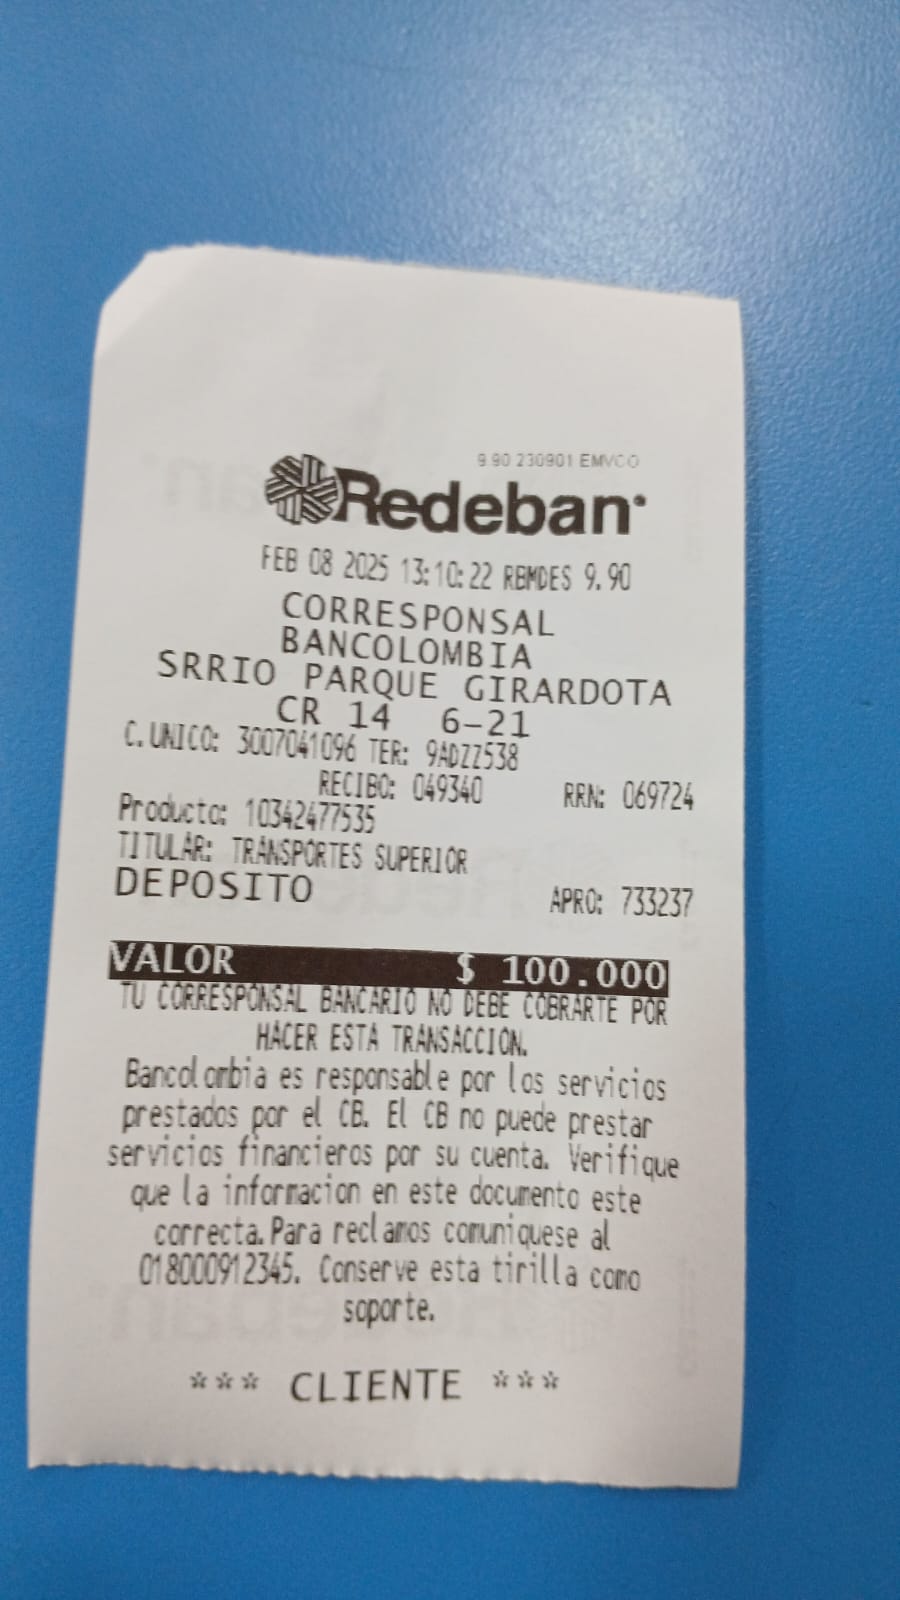 9.90 230901 EMVCO
Redeban
FEB 08 2025 13:10:22 RBMDES 9.90
CORRESPONSAL
BANCOLOMBIA
SRRIO PARQUE GIRARDOTA
CR 14 6-21
C. UNICO: 3007041096 TER: 9ADZZ538
RECIBO: 049340 RRN: 069724
Producto: 10342477535
TITULAR: TRANSPORTES SUPERIOR
DEPOSITO APRO: 733237
VALOR $ 100.000
TU CORRESPONSAL BANCARIO NO DEBE COBRARTE POR
HACER ESTA TRANSACCION.
Bancolombia es responsable por los servicios
prestados por el CB. El CB no puede prestar
servicios financieros por su cuenta. Verifique
que la informacion en este documento este
correcta. Para reclamos comuniquese al
018000912345. Conserve esta tirilla como
soporte.
*** CLIENTE ***